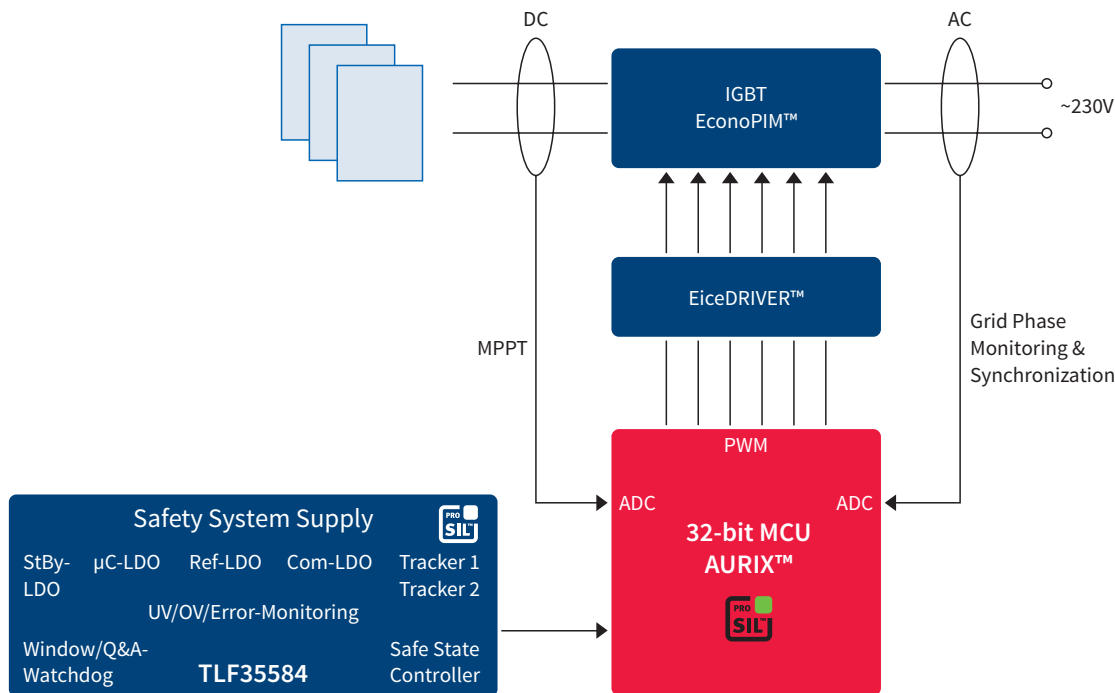 DC
AC
IGBT
EconoPIM™
~230V
EiceDRIVER™
MPPT
Grid Phase
Monitoring &
Synchronization
PWM
ADC
ADC
32-bit MCU
AURIX™
PRO
SIL™
Safety System Supply
PRO
SIL™
StBy-
LDO
µC-LDO
Ref-LDO
Com-LDO
Tracker 1
Tracker 2
UV/OV/Error-Monitoring
Window/Q&A-
Watchdog
TLF35584
Safe State
Controller